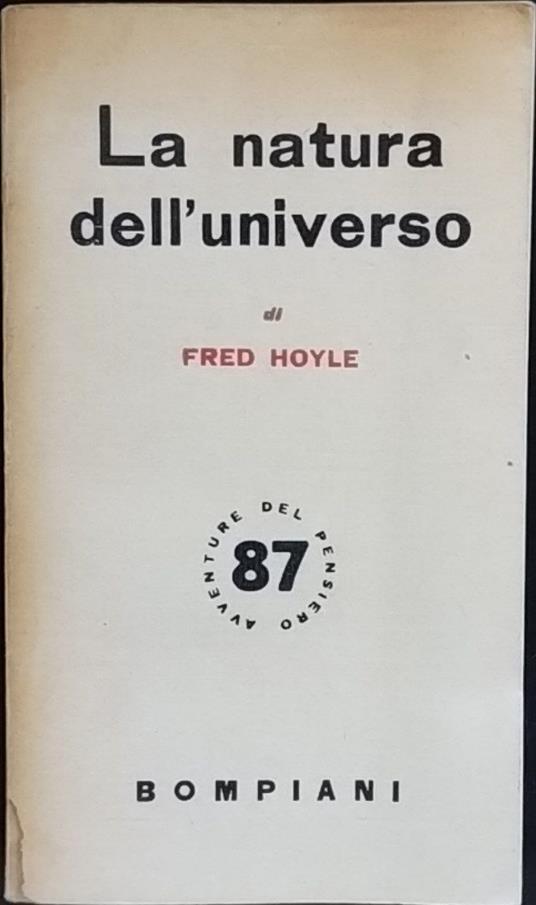 La natura
dell'universo
di
FRED HOYLE
AVVENTURE DEL PENSIERO
87
BOMPIANI